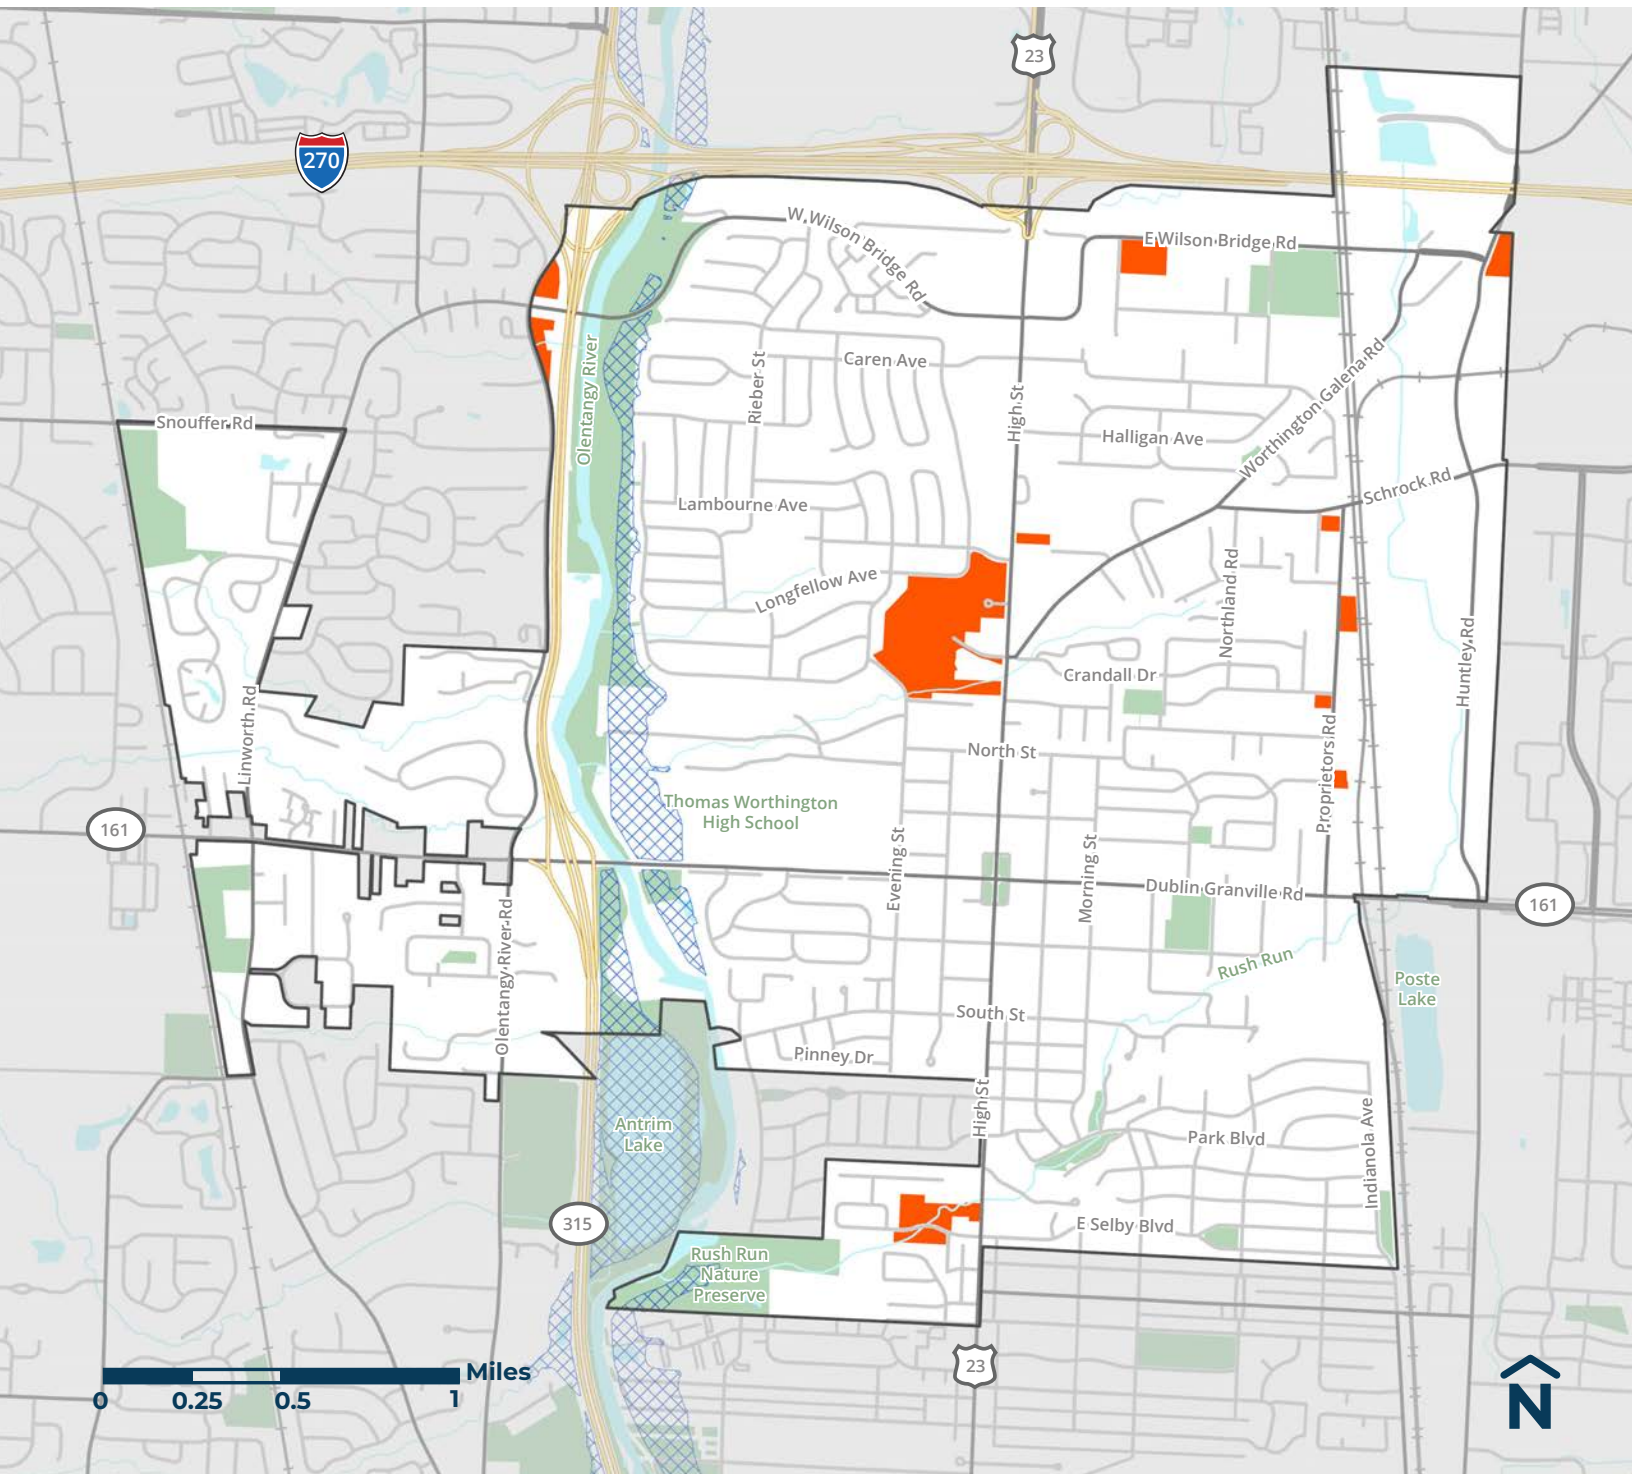 23
270
W Wilson Bridge Rd
E Wilson Bridge Rd
Olentangy River
Rieber St
Caren Ave
High St
Worthington Galena Rd
Snouffer Rd
Halligan Ave
Schrock Rd
Lambourne Ave
Longfellow Ave
Northland Rd
Crandall Dr
Huntley Rd
Linworth Rd
North St
Proprietors Rd
Thomas Worthington
High School
161
Evening St
Morning St
Dublin Granville Rd
161
Olentangy River Rd
Rush Run
Poste
Lake
South St
Pinney Dr
High St
Antrim
Lake
Park Blvd
Indianola Ave
315
E Selby Blvd
Rush Run
Nature
Preserve
23
Miles
0
0.25
0.5
1
N